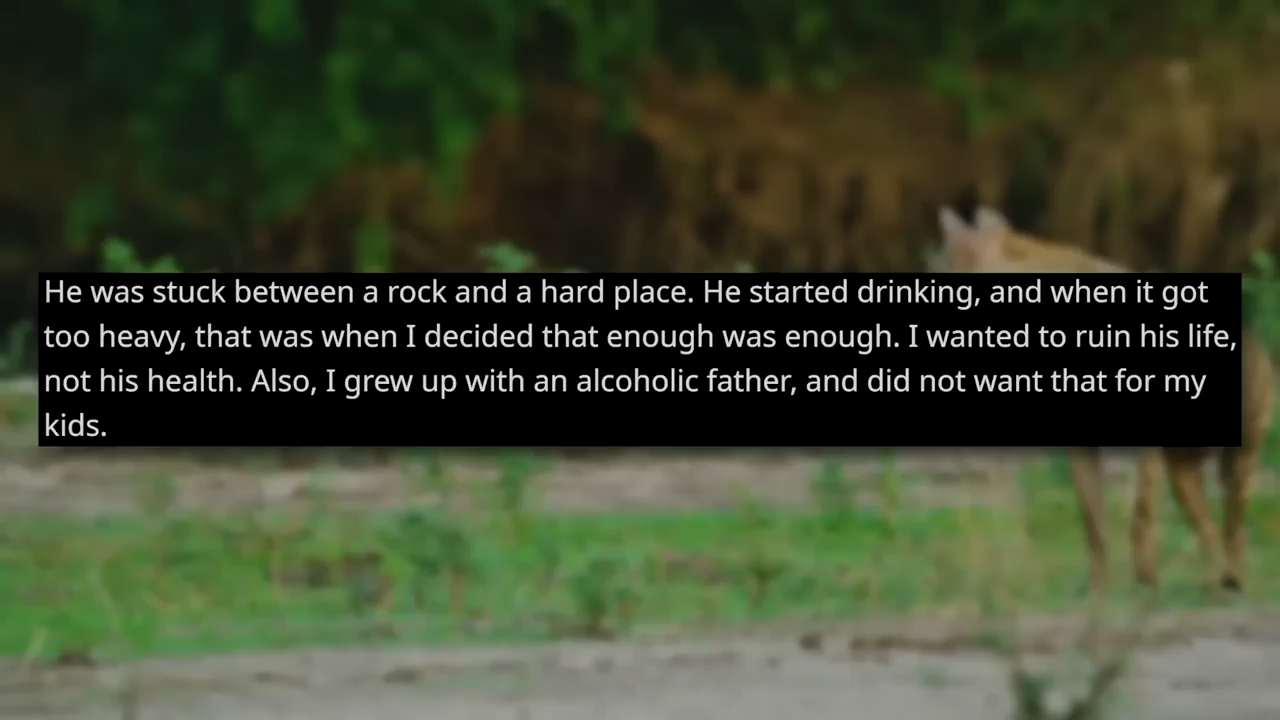 He was stuck between a rock and a hard place. He started drinking, and when it got
too heavy, that was when I decided that enough was enough. I wanted to ruin his life,
not his health. Also, I grew up with an alcoholic father, and did not want that for my
kids.